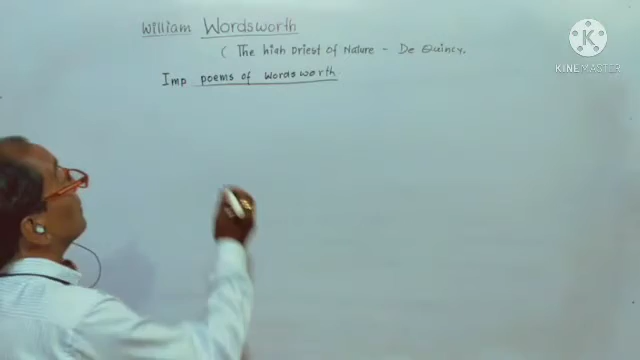 William Wordsworth
( The high Priest of Nature - De Quincy.
Imp poems of Wordsworth
K
KINEMASTER